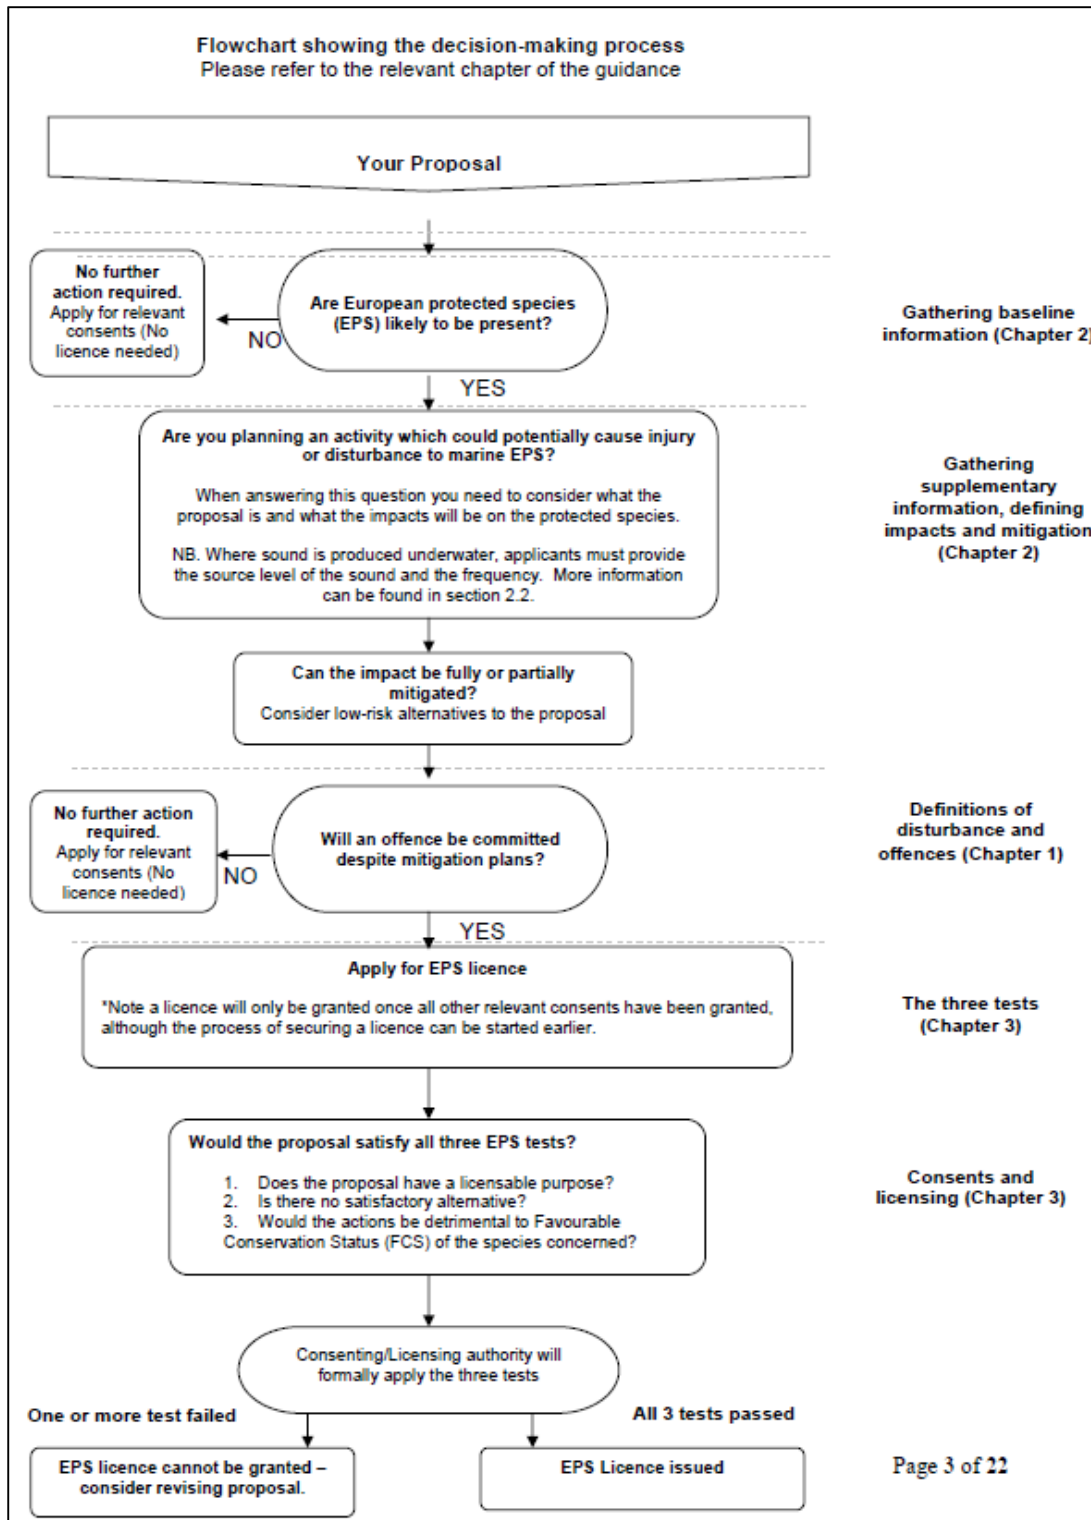 Flowchart showing the decision-making process
Please refer to the relevant chapter of the guidance
Your Proposal
No further
action required.
Apply for relevant
consents (No
licence needed)
NO
Are European protected species
(EPS) likely to be present?
Gathering baseline
information (Chapter 2)
YES
Are you planning an activity which could potentially cause injury
or disturbance to marine EPS?
When answering this question you need to consider what the
proposal is and what the impacts will be on the protected species.
NB. Where sound is produced underwater, applicants must provide
the source level of the sound and the frequency. More information
can be found in section 2.2.
Gathering
supplementary
information, defining
impacts and mitigation
(Chapter 2)
Can the impact be fully or partially
mitigated?
Consider low-risk alternatives to the proposal
No further action
required.
Apply for relevant
consents (No
licence needed)
NO
Will an offence be committed
despite mitigation plans?
Definitions of
disturbance and
offences (Chapter 1)
YES
Apply for EPS licence
*Note a licence will only be granted once all other relevant consents have been granted,
although the process of securing a licence can be started earlier.
The three tests
(Chapter 3)
Would the proposal satisfy all three EPS tests?
1. Does the proposal have a licensable purpose?
2. Is there no satisfactory alternative?
3. Would the actions be detrimental to Favourable
Conservation Status (FCS) of the species concerned?
Consents and
licensing (Chapter 3)
Consenting/Licensing authority will
formally apply the three tests
One or more test failed
All 3 tests passed
EPS licence cannot be granted –
consider revising proposal.
EPS Licence issued
Page 3 of 22